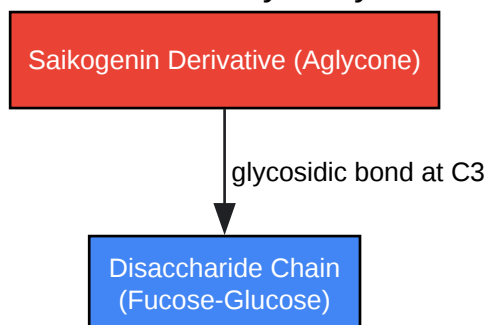 Saikogenin Derivative (Aglycone)
glycosidic bond at C3
Disaccharide Chain
(Fucose-Glucose)